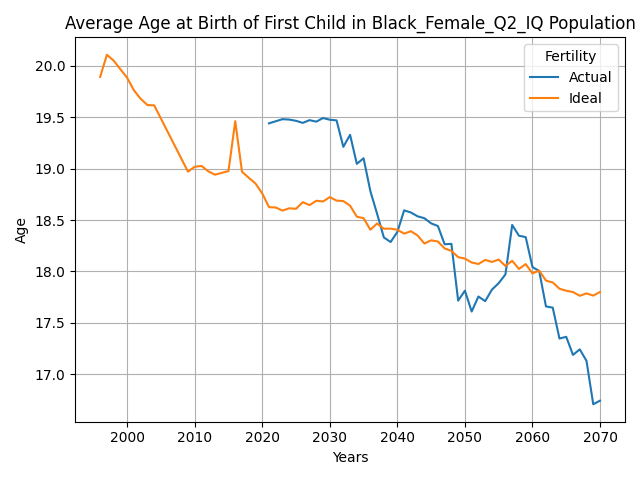 Average Age at Birth of First Child in Black_Female_Q2_IQ Population
Fertility
Actual
Ideal
Age
20.0
19.5
19.0
18.5
18.0
17.5
17.0
2000 2010 2020 2030 2040 2050 2060 2070
Years